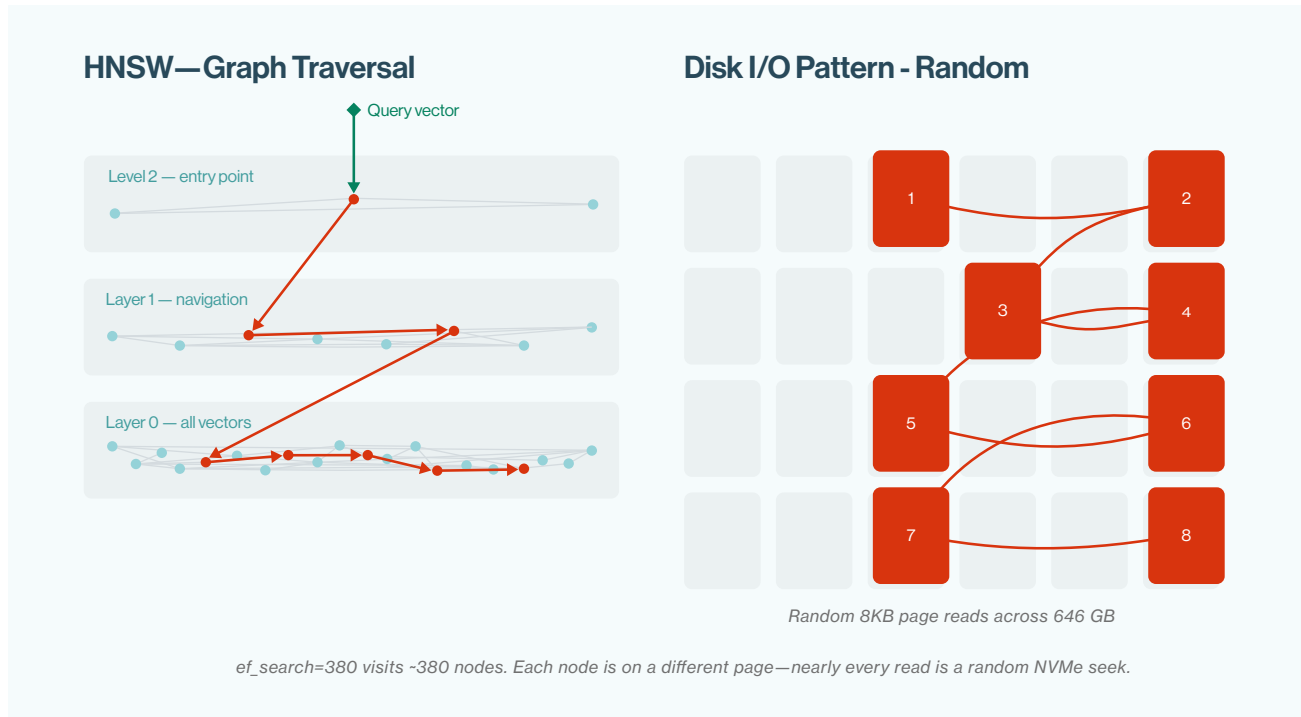 HNSW—Graph Traversal
Query vector
Level 2 — entry point
Layer 1 — navigation
Layer 0 — all vectors
Disk I/O Pattern - Random
1
2
3
4
5
6
7
8
Random 8KB page reads across 646 GB
ef_search=380 visits ~380 nodes. Each node is on a different page—nearly every read is a random NVMe seek.